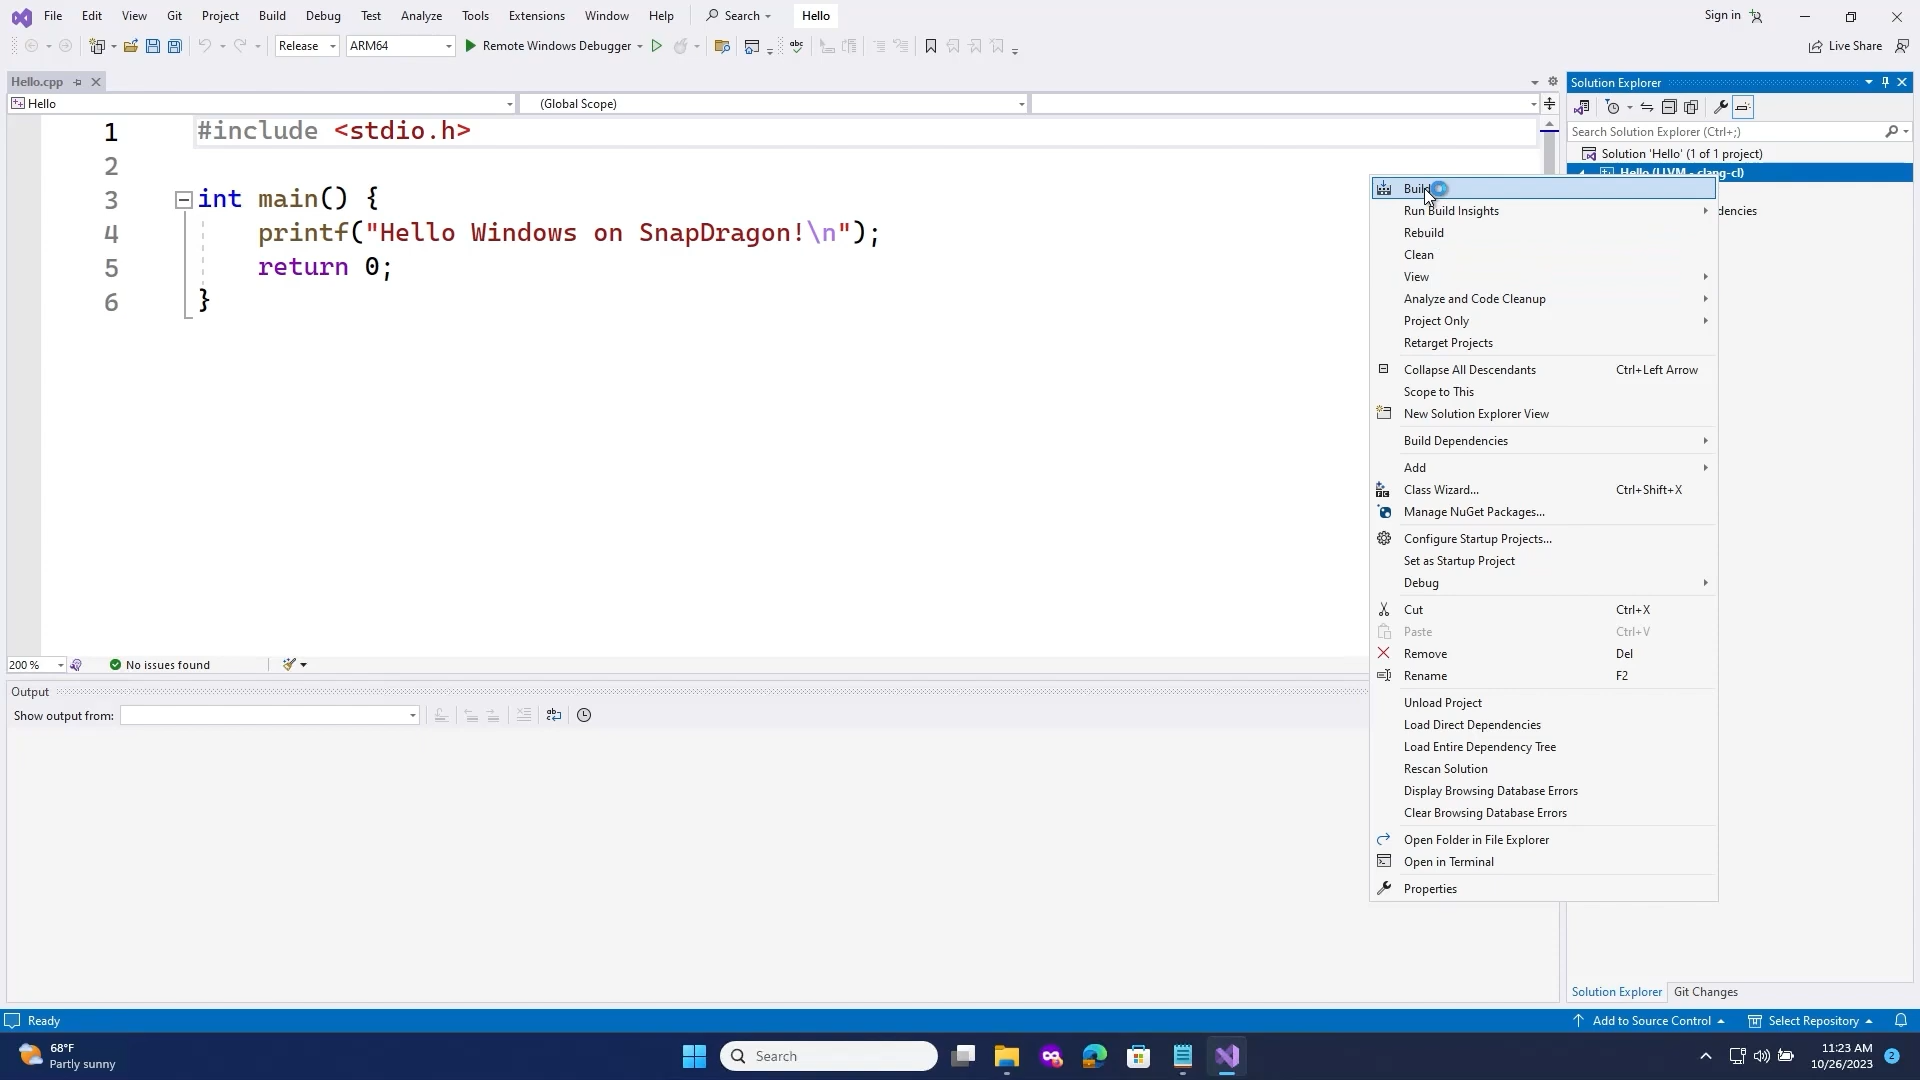 File Edit View Git Project Build Debug Test Analyze Tools Extensions Window Help Search Hello Sign in
Release ARM64 Remote Windows Debugger Live Share
Hello.cpp
Hello (Global Scope)
1 #include <stdio.h>
2
3 int main() {
4 printf("Hello Windows on SnapDragon!\n");
5 return 0;
6 }
200 % No issues found
Output
Show output from:
Solution Explorer
Search Solution Explorer (Ctrl+;)
Solution 'Hello' (1 of 1 project)
Hello (LLVM - clang-cl)
Build
Run Build Insights
Rebuild
Clean
View
Analyze and Code Cleanup
Project Only
Retarget Projects
Collapse All Descendants Ctrl+Left Arrow
Scope to This
New Solution Explorer View
Build Dependencies
Add
Class Wizard... Ctrl+Shift+X
Manage NuGet Packages...
Configure Startup Projects...
Set as Startup Project
Debug
Cut Ctrl+X
Paste Ctrl+V
Remove Del
Rename F2
Unload Project
Load Direct Dependencies
Load Entire Dependency Tree
Rescan Solution
Display Browsing Database Errors
Clear Browsing Database Errors
Open Folder in File Explorer
Open in Terminal
Properties
Solution Explorer Git Changes
Ready Add to Source Control Select Repository
68°F
Partly sunny
Search
11:23 AM
10/26/2023
2